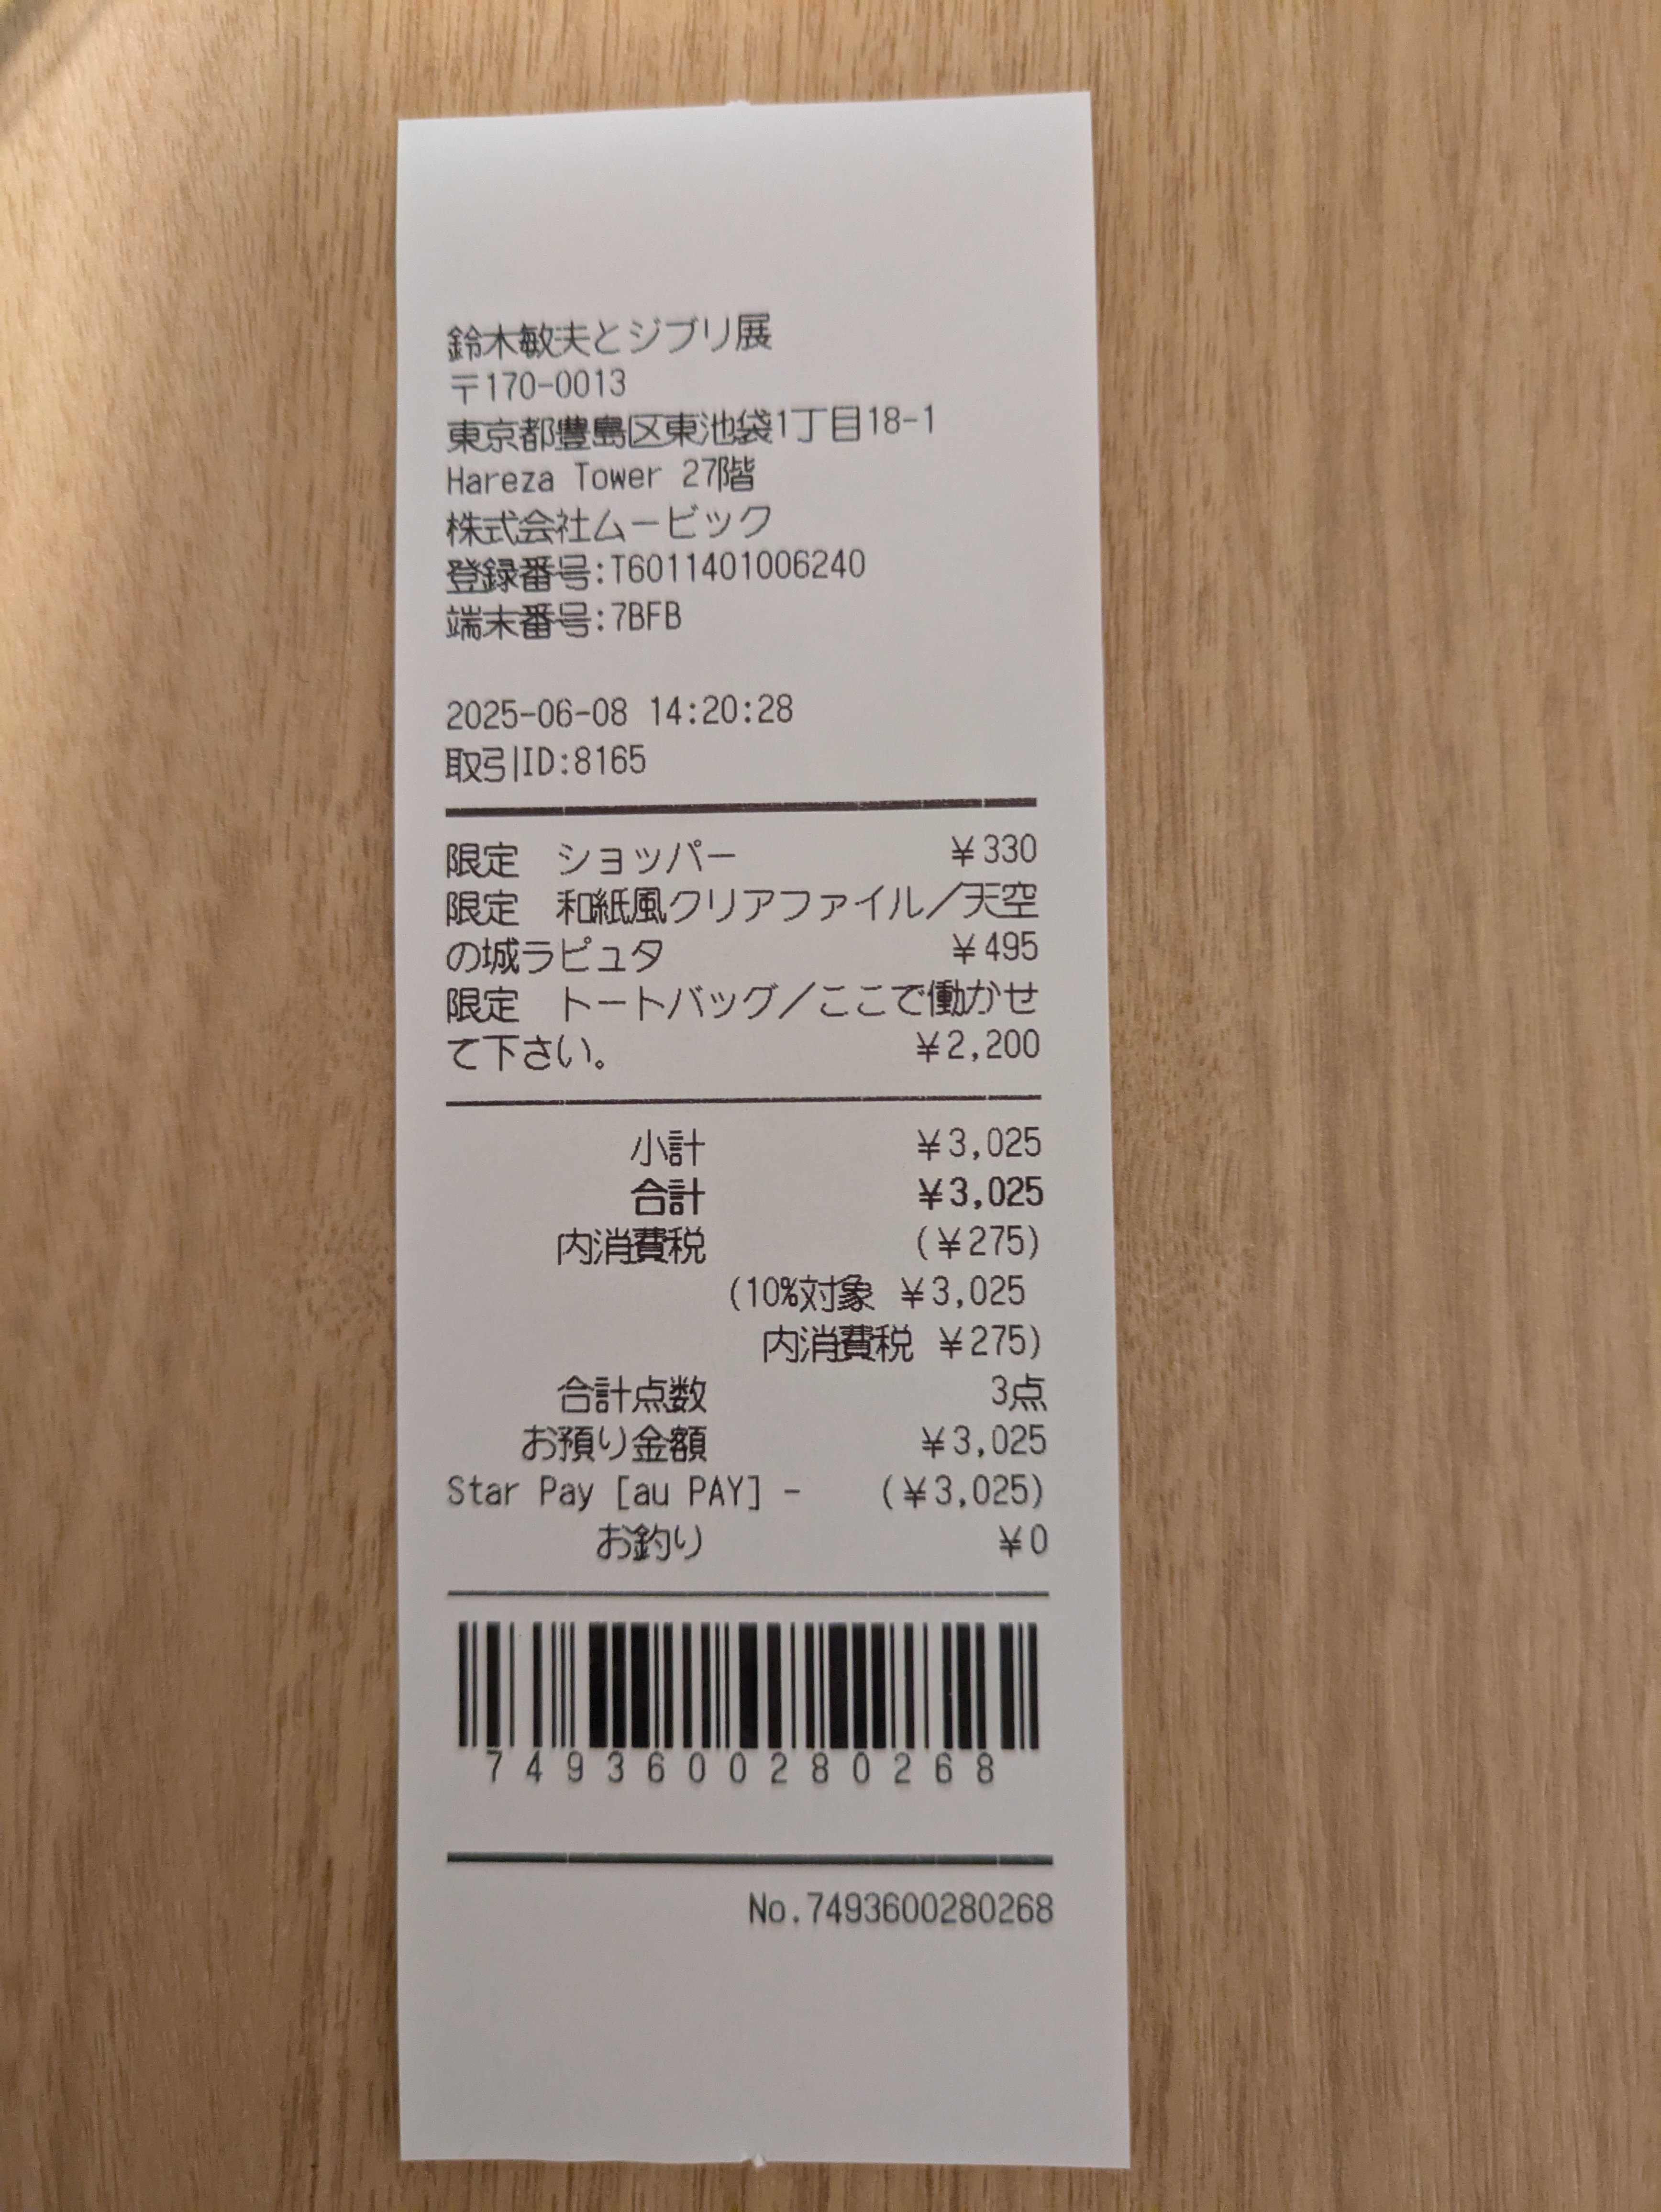 鈴木敏夫とジブリ展
〒170-0013
東京都豊島区東池袋1丁目18-1
Hareza Tower 27階
株式会社ムービック
登録番号:T6011401006240
端末番号:7BFB
2025-06-08 14:20:28
取引ID:8165
限定　ショッパー ¥330
限定　和紙風クリアファイル／天空
の城ラピュタ ¥495
限定　トートバッグ／ここで働かせ
て下さい。 ¥2,200
小計 ¥3,025
合計 ¥3,025
内消費税 (¥275)
(10%対象 ¥3,025
内消費税 ¥275)
合計点数 3点
お預り金額 ¥3,025
Star Pay [au PAY] - (¥3,025)
お釣り ¥0
7493600280268
No.7493600280268